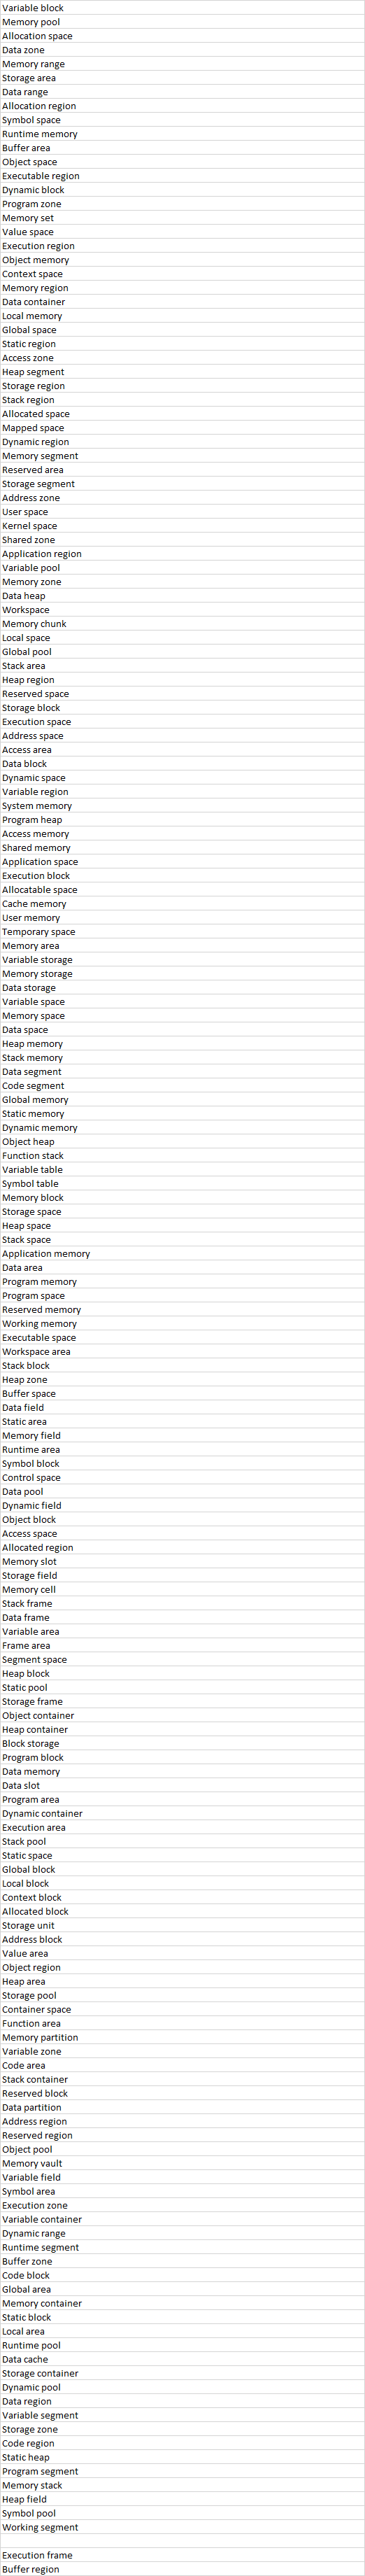 Variable block
Memory pool
Allocation space
Data zone
Memory range
Storage area
Data range
Allocation region
Symbol space
Runtime memory
Buffer area
Object space
Executable region
Dynamic block
Program zone
Memory set
Value space
Execution region
Object memory
Context space
Memory region
Data container
Local memory
Global space
Static region
Access zone
Heap segment
Storage region
Stack region
Allocated space
Mapped space
Dynamic region
Memory segment
Reserved area
Storage segment
Address zone
User space
Kernel space
Shared zone
Application region
Variable pool
Memory zone
Data heap
Workspace
Memory chunk
Local space
Global pool
Stack area
Heap region
Reserved space
Storage block
Execution space
Address space
Access area
Data block
Dynamic space
Variable region
System memory
Program heap
Access memory
Shared memory
Application space
Execution block
Allocatable space
Cache memory
User memory
Temporary space
Memory area
Variable storage
Memory storage
Data storage
Variable space
Memory space
Data space
Heap memory
Stack memory
Data segment
Code segment
Global memory
Static memory
Dynamic memory
Object heap
Function stack
Variable table
Symbol table
Memory block
Storage space
Heap space
Stack space
Application memory
Data area
Program memory
Program space
Reserved memory
Working memory
Executable space
Workspace area
Stack block
Heap zone
Buffer space
Data field
Static area
Memory field
Runtime area
Symbol block
Control space
Data pool
Dynamic field
Object block
Access space
Allocated region
Memory slot
Storage field
Memory cell
Stack frame
Data frame
Variable area
Frame area
Segment space
Heap block
Static pool
Storage frame
Object container
Heap container
Block storage
Program block
Data memory
Data slot
Program area
Dynamic container
Execution area
Stack pool
Static space
Global block
Local block
Context block
Allocated block
Storage unit
Address block
Value area
Object region
Heap area
Storage pool
Container space
Function area
Memory partition
Variable zone
Code area
Stack container
Reserved block
Data partition
Address region
Reserved region
Object pool
Memory vault
Variable field
Symbol area
Execution zone
Variable container
Dynamic range
Runtime segment
Buffer zone
Code block
Global area
Memory container
Static block
Local area
Runtime pool
Data cache
Storage container
Dynamic pool
Data region
Variable segment
Storage zone
Code region
Static heap
Program segment
Memory stack
Heap field
Symbol pool
Working segment
Execution frame
Buffer region